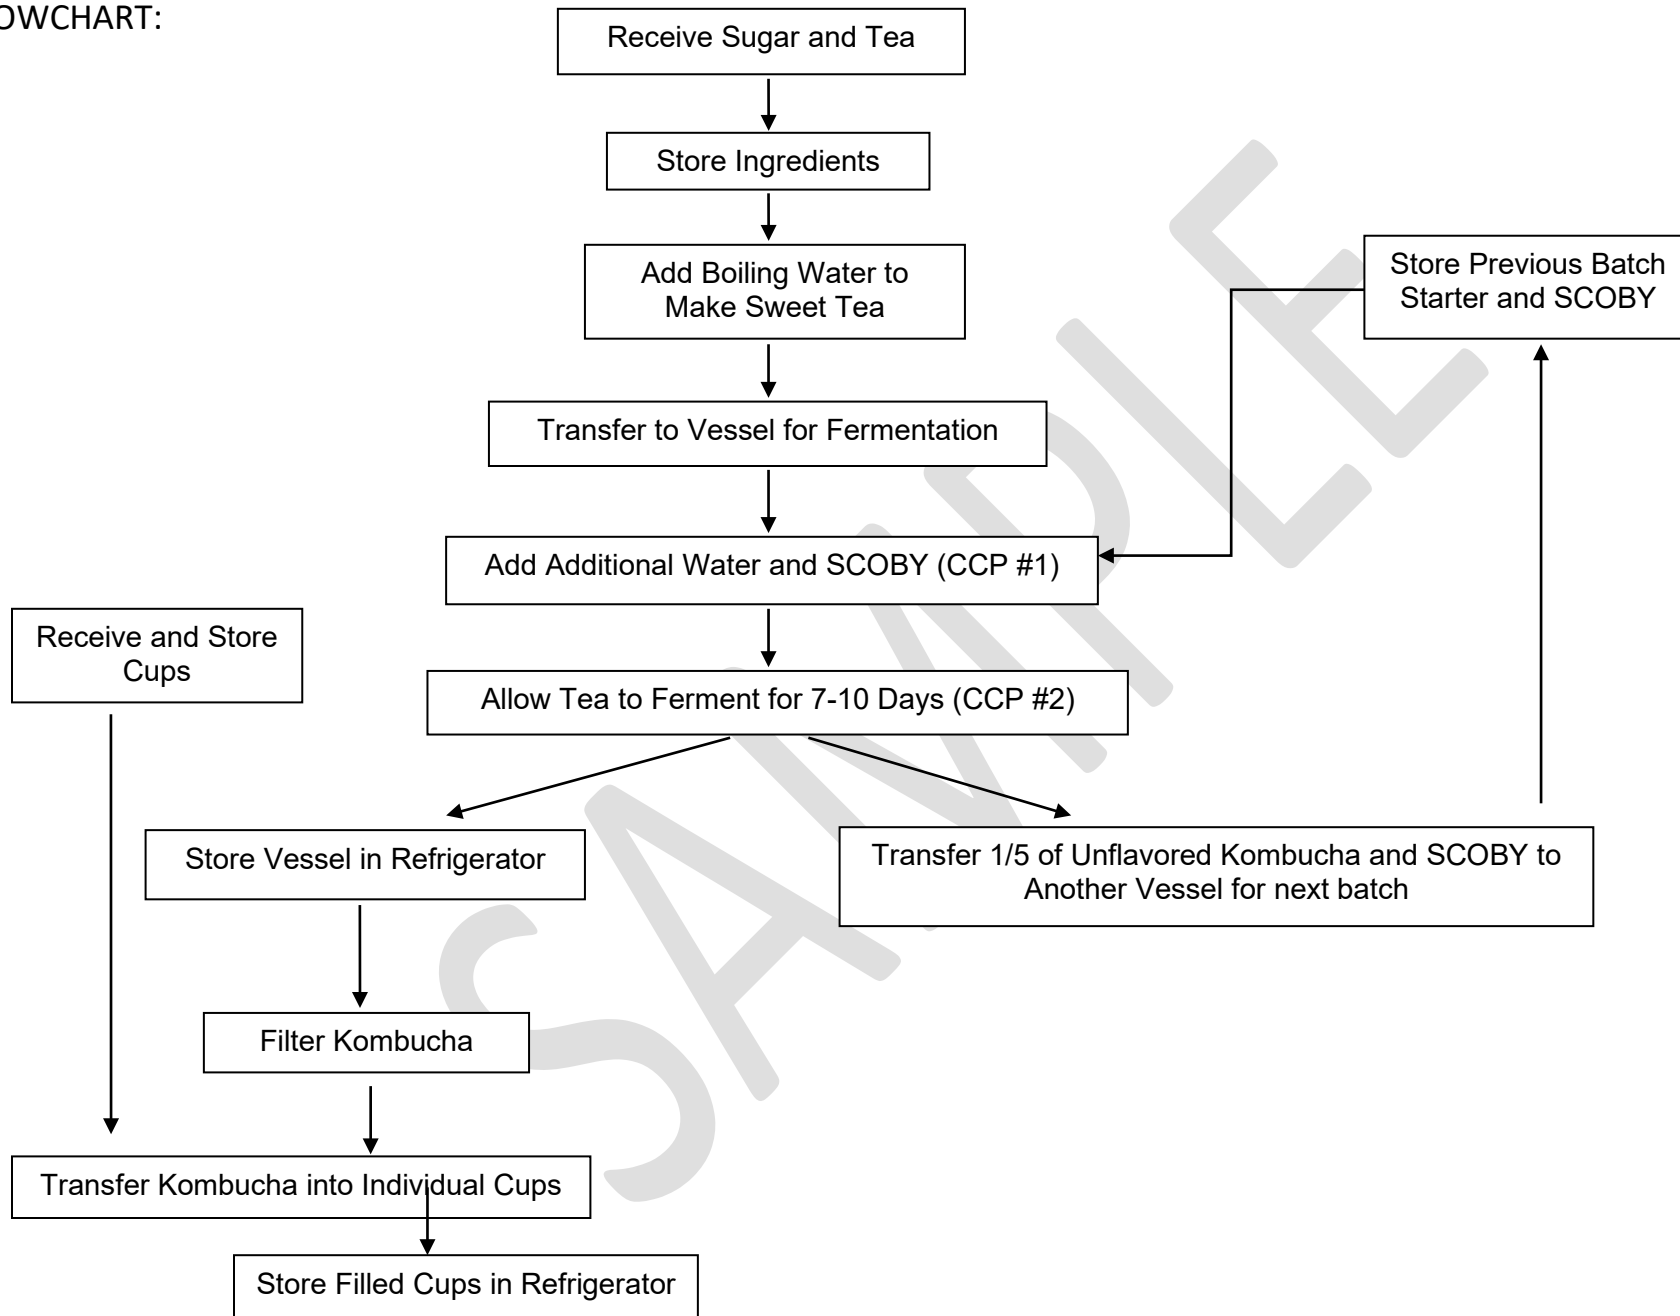 OWCHART:
Receive Sugar and Tea
Store Ingredients
Add Boiling Water to
Make Sweet Tea
Store Previous Batch
Starter and SCOBY
Transfer to Vessel for Fermentation
Add Additional Water and SCOBY (CCP #1)
Receive and Store
Cups
Allow Tea to Ferment for 7-10 Days (CCP #2)
Store Vessel in Refrigerator
Transfer 1/5 of Unflavored Kombucha and SCOBY to
Another Vessel for next batch
Filter Kombucha
Transfer Kombucha into Individual Cups
Store Filled Cups in Refrigerator
SAMPLE